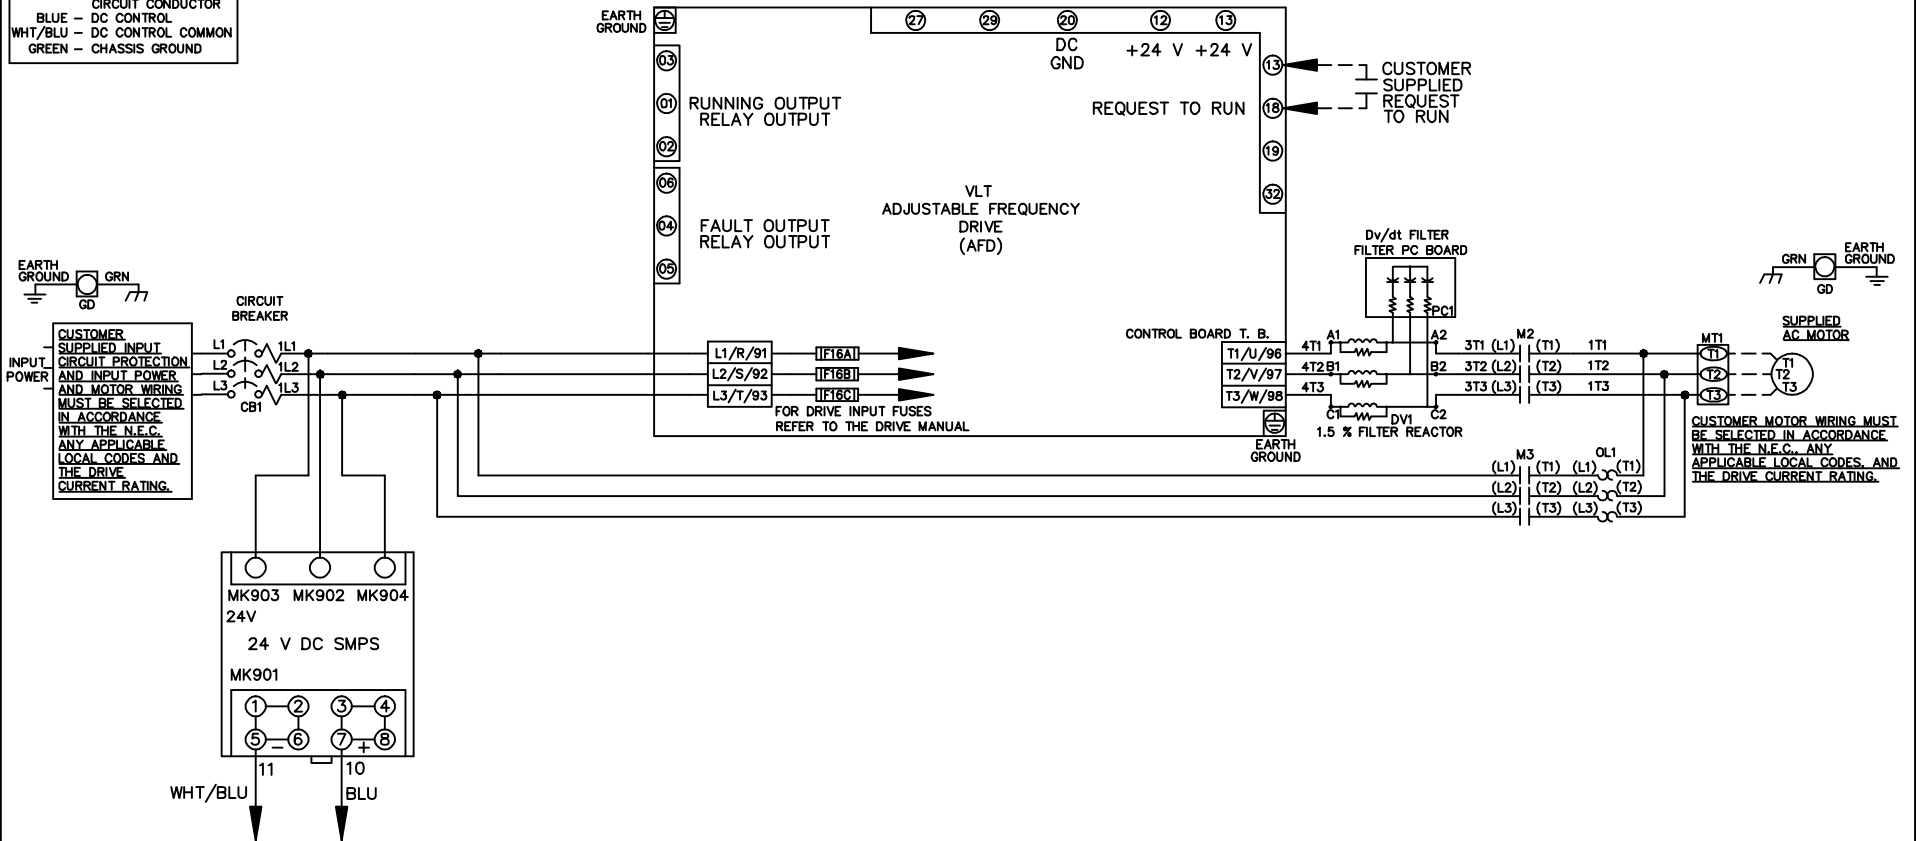 CIRCUIT CONDUCTOR
BLUE – DC CONTROL
WHT/BLU – DC CONTROL COMMON
GREEN – CHASSIS GROUND
EARTH
GROUND
27
29
20
12
13
DC
GND
+24 V
+24 V
03
01
02
RUNNING OUTPUT
RELAY OUTPUT
06
04
05
FAULT OUTPUT
RELAY OUTPUT
REQUEST TO RUN
13
18
19
32
CUSTOMER
SUPPLIED
REQUEST
TO RUN
VLT
ADJUSTABLE FREQUENCY
DRIVE
(AFD)
Dv/dt FILTER
FILTER PC BOARD
PC1
EARTH
GROUND
GRN
GD
GRN
EARTH
GROUND
GD
CIRCUIT
BREAKER
INPUT
POWER
CUSTOMER
SUPPLIED INPUT
CIRCUIT PROTECTION
AND INPUT POWER
AND MOTOR WIRING
MUST BE SELECTED
IN ACCORDANCE
WITH THE N.E.C.
ANY APPLICABLE
LOCAL CODES AND
THE DRIVE
CURRENT RATING.
L1
1L1
L2
1L2
L3
1L3
CB1
L1/R/91
L2/S/92
L3/T/93
F16A
F16B
F16C
FOR DRIVE INPUT FUSES
REFER TO THE DRIVE MANUAL
CONTROL BOARD T. B.
T1/U/96
T2/V/97
T3/W/98
EARTH
GROUND
4T1
A1
A2
4T2
B1
B2
4T3
C1
C2
DV1
1.5 % FILTER REACTOR
M2
3T1 (L1)
(T1)
1T1
3T2 (L2)
(T2)
1T2
3T3 (L3)
(T3)
1T3
MT1
T1
T2
T3
SUPPLIED
AC MOTOR
T1
T2
T3
CUSTOMER MOTOR WIRING MUST
BE SELECTED IN ACCORDANCE
WITH THE N.E.C., ANY
APPLICABLE LOCAL CODES, AND
THE DRIVE CURRENT RATING.
M3
OL1
(L1)
(T1)
(L1)
(T1)
(L2)
(T2)
(L2)
(T2)
(L3)
(T3)
(L3)
(T3)
MK903
MK902
MK904
24V
24 V DC SMPS
MK901
1
2
3
4
5
–
6
7
+
8
11
10
WHT/BLU
BLU